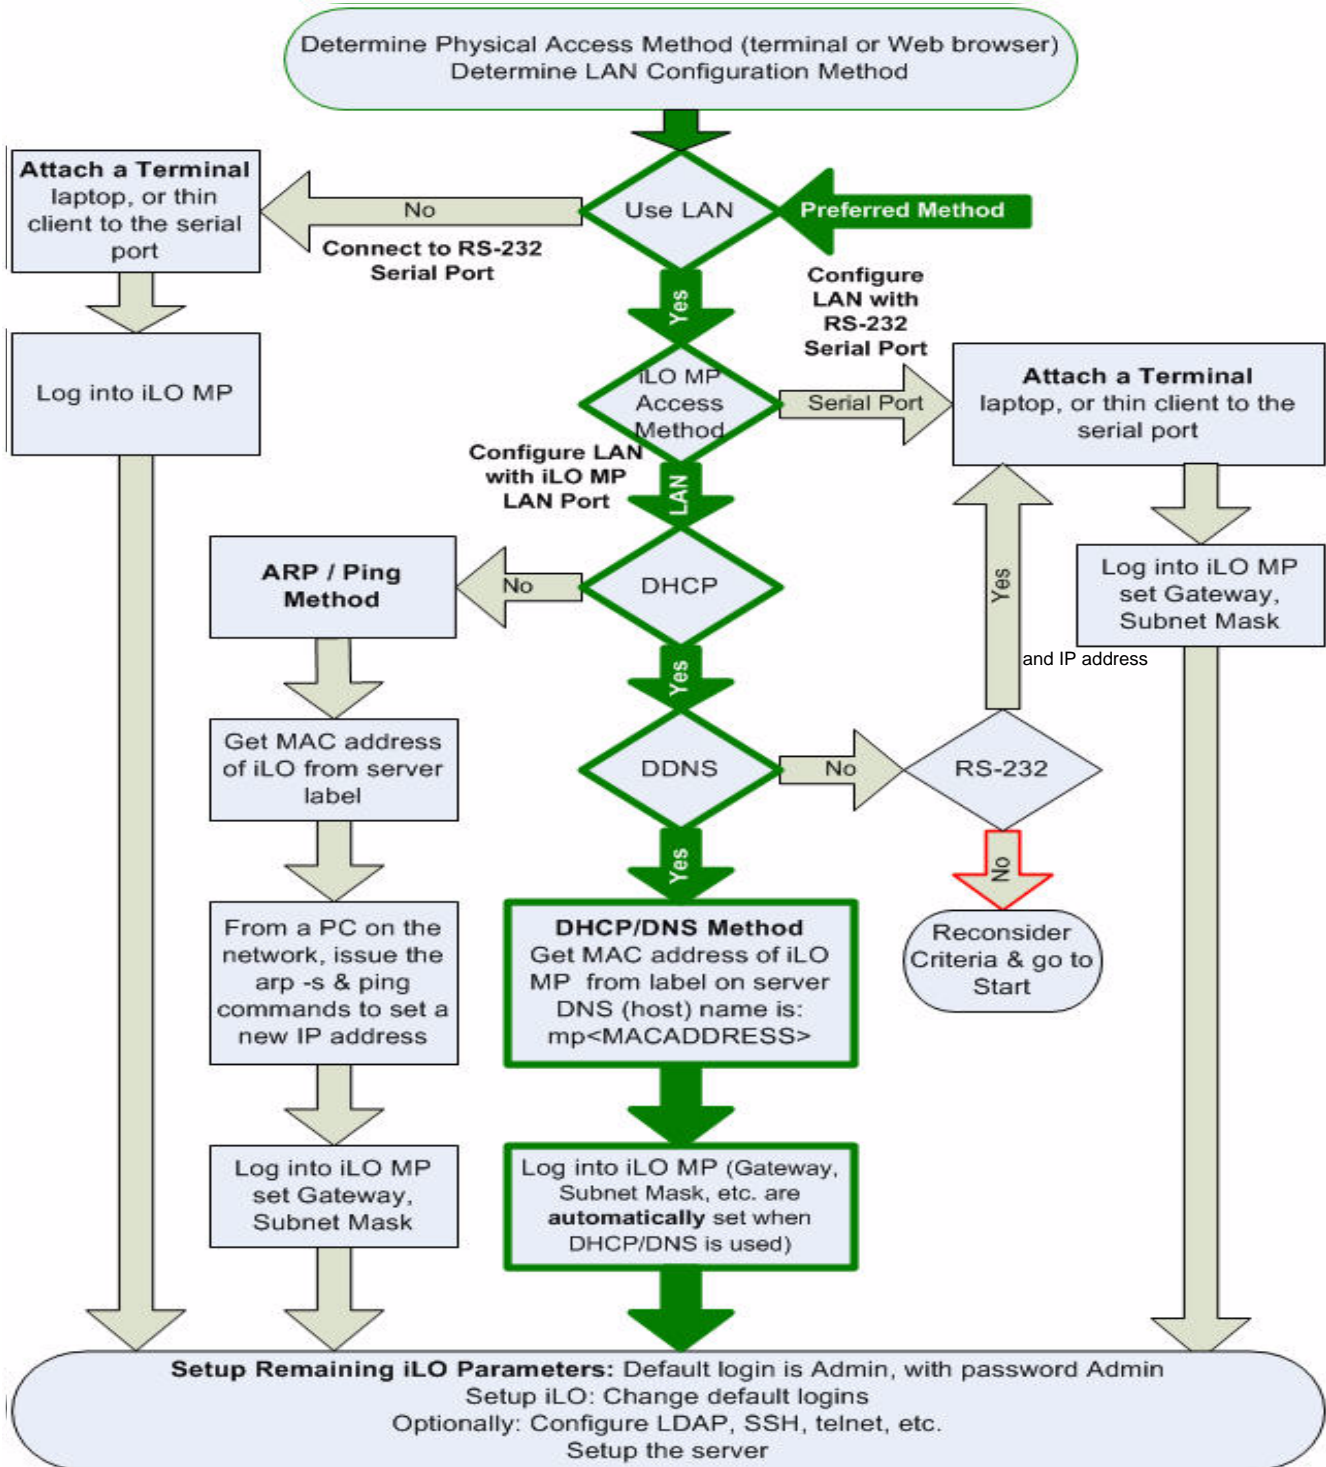 Determine Physical Access Method (terminal or Web browser)
Determine LAN Configuration Method
Attach a Terminal
laptop, or thin
client to the serial
port
No
Use LAN
Preferred Method
Connect to RS-232
Serial Port
Yes
Configure
LAN with
RS-232
Serial Port
Log into iLO MP
iLO MP
Access
Method
Serial Port
Attach a Terminal
laptop, or thin client to the
serial port
Configure LAN
with iLO MP
LAN Port
LAN
ARP / Ping
Method
No
DHCP
Yes
Log into iLO MP
set Gateway,
Subnet Mask
and IP address
Yes
Get MAC address
of iLO from server
label
DDNS
No
RS-232
Yes
No
From a PC on the
network, issue the
arp -s & ping
commands to set a
new IP address
DHCP/DNS Method
Get MAC address of iLO
MP from label on server
DNS (host) name is:
mp<MACADDRESS>
Reconsider
Criteria & go to
Start
Log into iLO MP
set Gateway,
Subnet Mask
Log into iLO MP (Gateway,
Subnet Mask, etc. are
automatically set when
DHCP/DNS is used)
Setup Remaining iLO Parameters: Default login is Admin, with password Admin
Setup iLO: Change default logins
Optionally: Configure LDAP, SSH, telnet, etc.
Setup the server